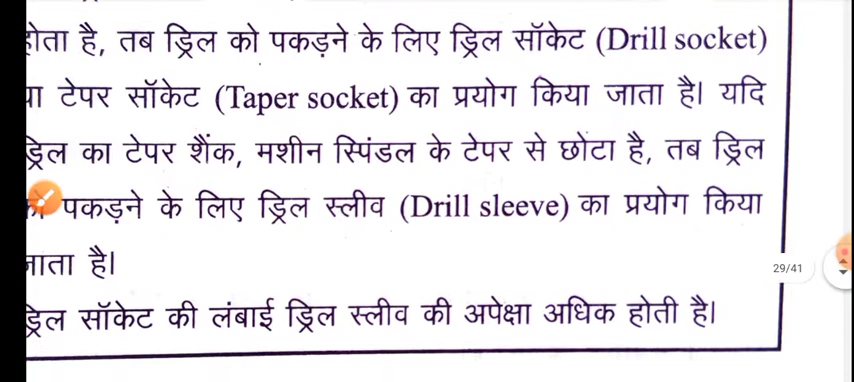 होता है, तब ड्रिल को पकड़ने के लिए ड्रिल सॉकेट (Drill socket)
या टेपर सॉकेट (Taper socket) का प्रयोग किया जाता है। यदि
ड्रिल का टेपर शैंक, मशीन स्पिंडल के टेपर से छोटा है, तब ड्रिल
को पकड़ने के लिए ड्रिल स्लीव (Drill sleeve) का प्रयोग किया
जाता है।
29/41
ड्रिल सॉकेट की लंबाई ड्रिल स्लीव की अपेक्षा अधिक होती है।